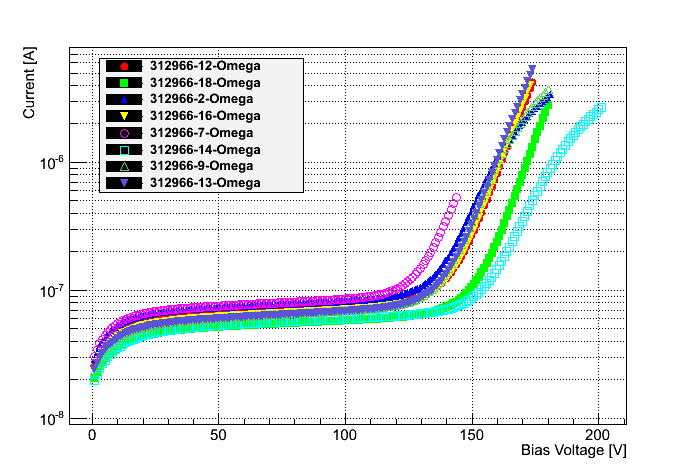 Current [A]
312966-12-Omega
312966-18-Omega
312966-2-Omega
312966-16-Omega
312966-7-Omega
312966-14-Omega
312966-9-Omega
312966-13-Omega
10⁻⁶
10⁻⁷
10⁻⁸
0 50 100 150 200
Bias Voltage [V]